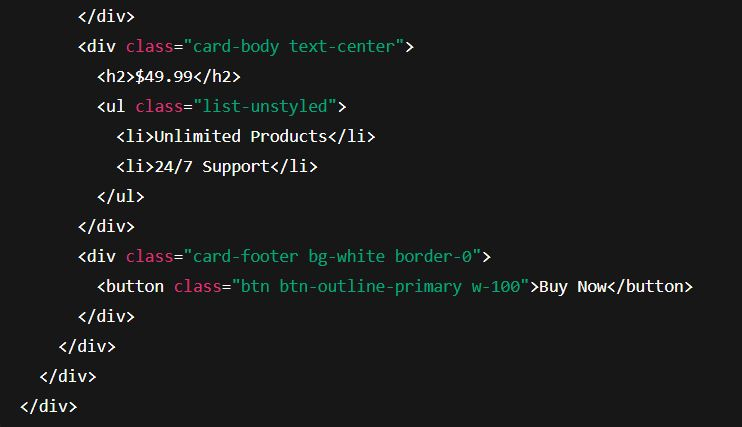 </div>
<div class="card-body text-center">
<h2>$49.99</h2>
<ul class="list-unstyled">
<li>Unlimited Products</li>
<li>24/7 Support</li>
</ul>
</div>
<div class="card-footer bg-white border-0">
<button class="btn btn-outline-primary w-100">Buy Now</button>
</div>
</div>
</div>
</div>